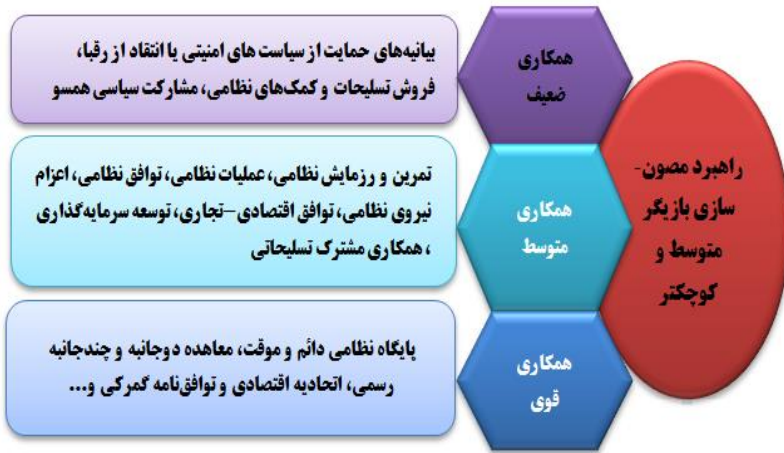 راهبرد مصون-
سازی بازیگر
متوسط و
کوچکتر
همکاری
ضعیف
بیانیه‌های حمایت از سیاست های امنیتی یا انتقاد از رقبا،
فروش تسلیحات و کمک‌های نظامی، مشارکت سیاسی همسو
همکاری
متوسط
تمرین و رزمایش نظامی، عملیات نظامی، توافق نظامی، اعزام
نیروی نظامی، توافق اقتصادی–تجاری، توسعه سرمایه‌گذاری
، همکاری مشترک تسلیحاتی
همکاری
قوی
پایگاه نظامی دائم و موقت، معاهده دوجانبه و چندجانبه
رسمی، اتحادیه اقتصادی و توافق‌نامه گمرکی و...